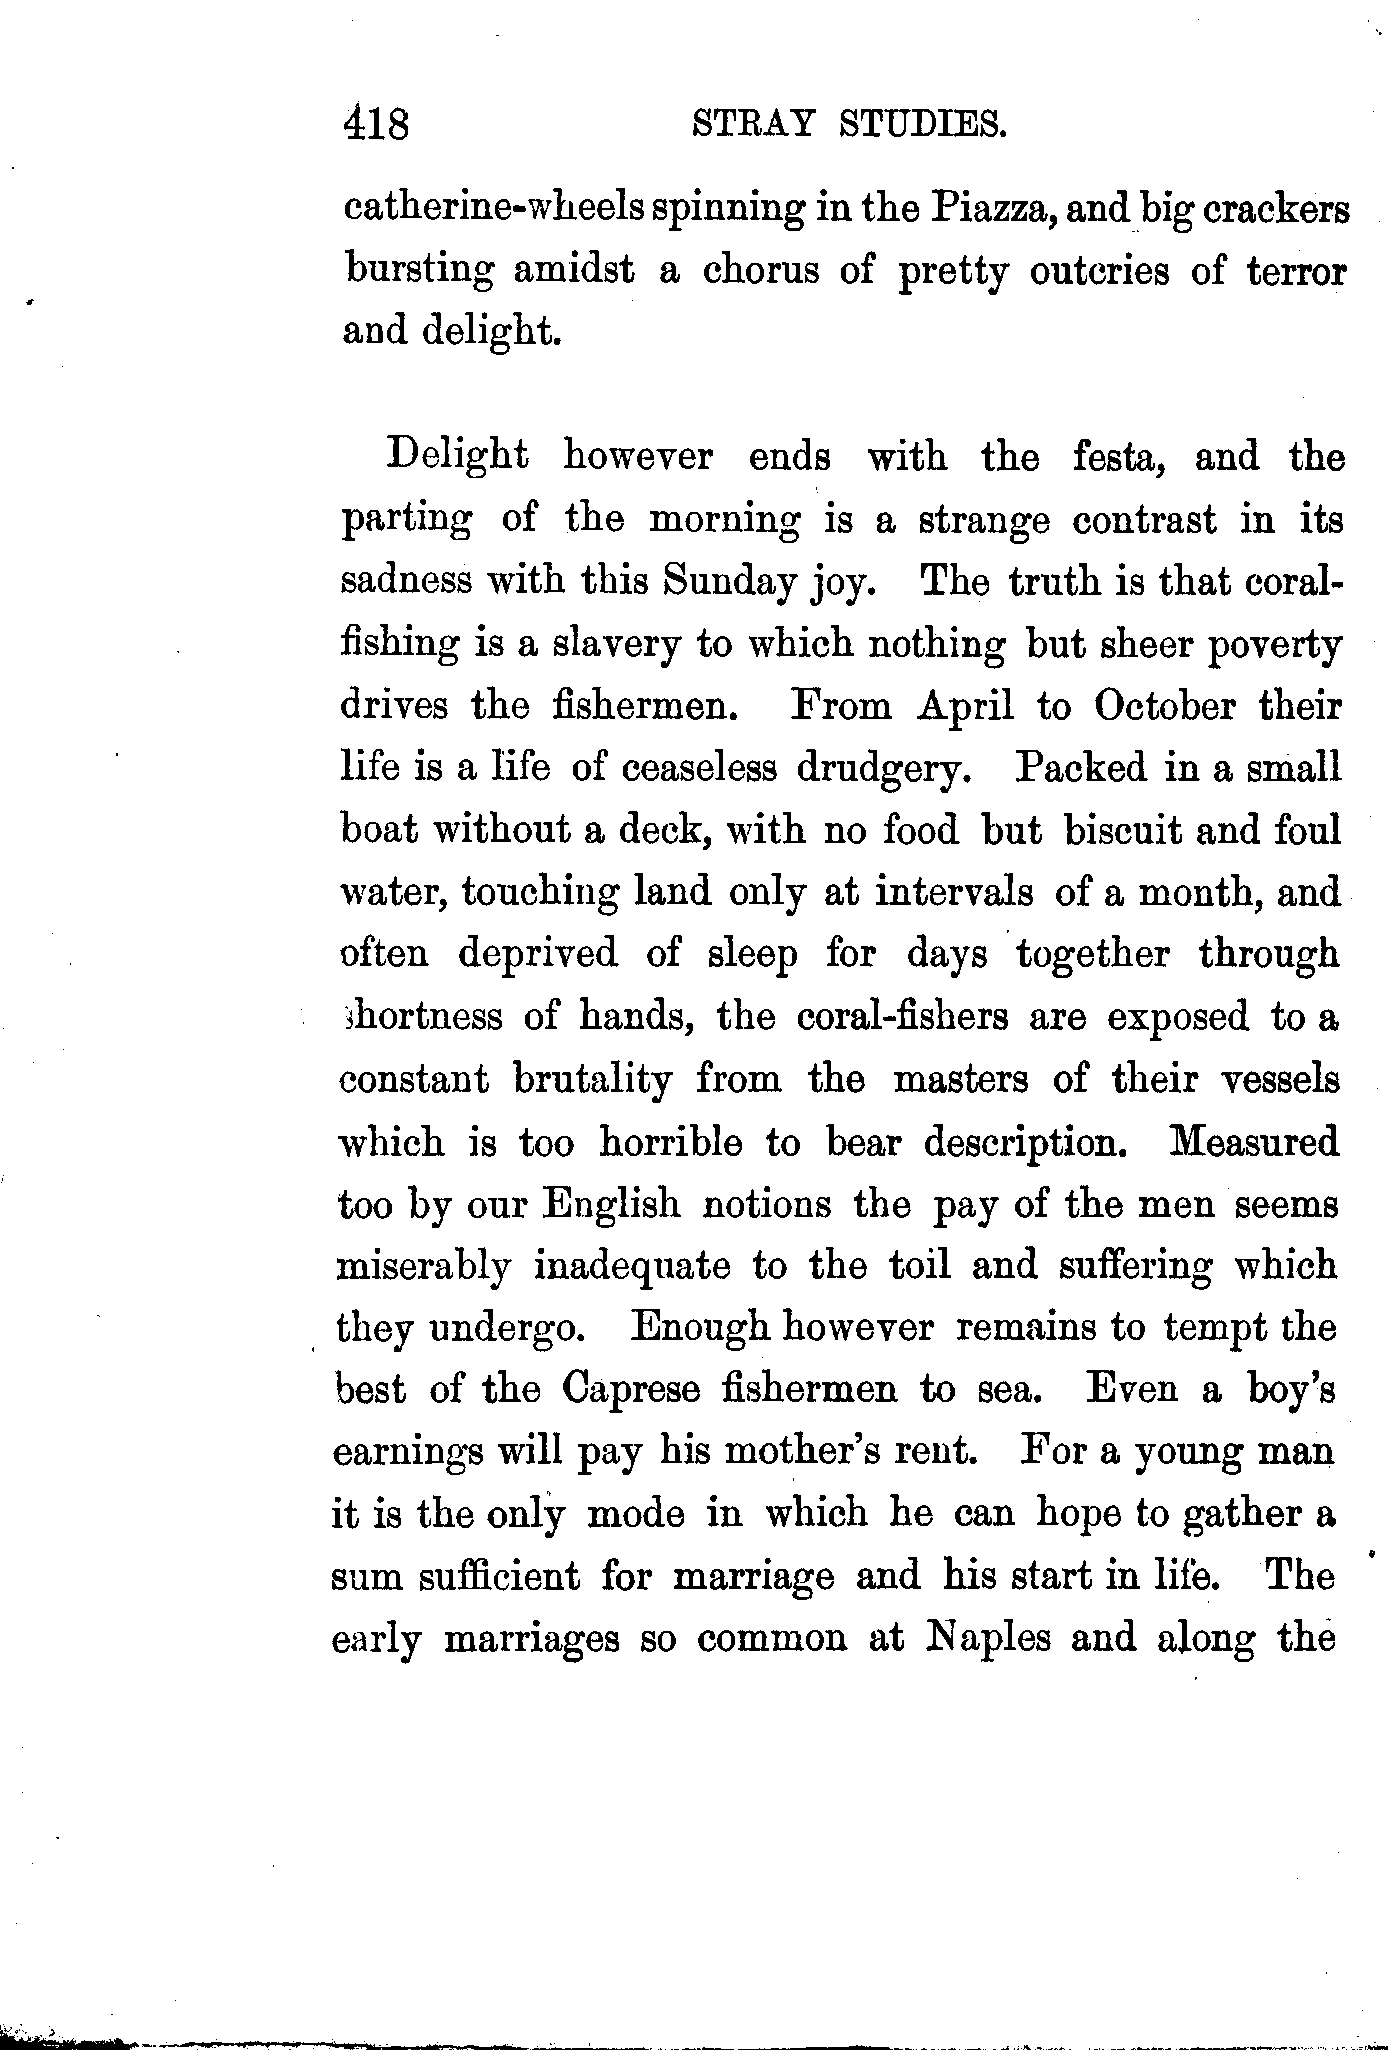 418 STRAY STUDIES.
catherine-wheels spinning in the Piazza, and big crackers
bursting amidst a chorus of pretty outcries of terror
and delight.
Delight however ends with the festa, and the
parting of the morning is a strange contrast in its
sadness with this Sunday joy. The truth is that coral-
fishing is a slavery to which nothing but sheer poverty
drives the fishermen. From April to October their
life is a life of ceaseless drudgery. Packed in a small
boat without a deck, with no food but biscuit and foul
water, touching land only at intervals of a month, and
often deprived of sleep for days together through
shortness of hands, the coral-fishers are exposed to a
constant brutality from the masters of their vessels
which is too horrible to bear description. Measured
too by our English notions the pay of the men seems
miserably inadequate to the toil and suffering which
they undergo. Enough however remains to tempt the
best of the Caprese fishermen to sea. Even a boy's
earnings will pay his mother's rent. For a young man
it is the only mode in which he can hope to gather a
sum sufficient for marriage and his start in life. The
early marriages so common at Naples and along the